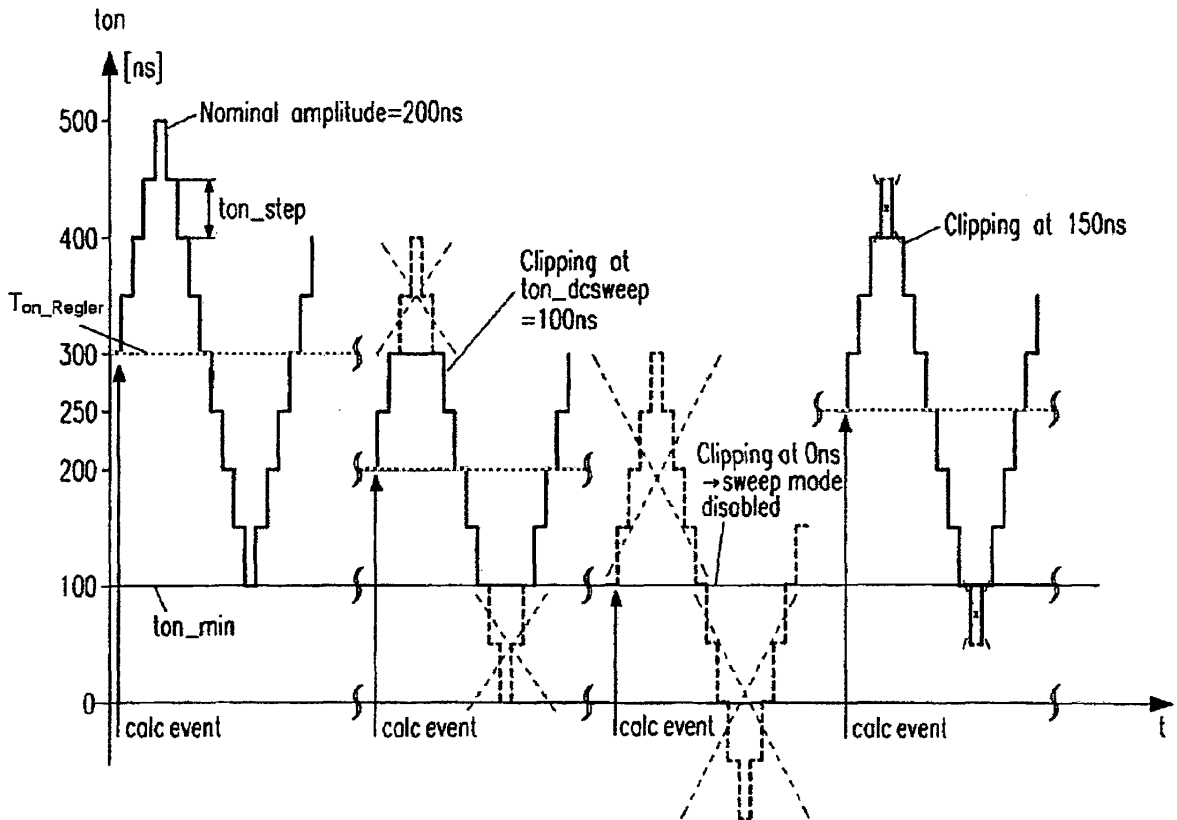 ton
[ns]
500
Nominal amplitude=200ns
ton_step
400
Ton_Regler
300
250
200
100
0
ton_min
Clipping at
ton_dcsweep
=100ns
Clipping at 0ns
→sweep mode
disabled
Clipping at 150ns
x
x
calc event
calc event
calc event
calc event
t